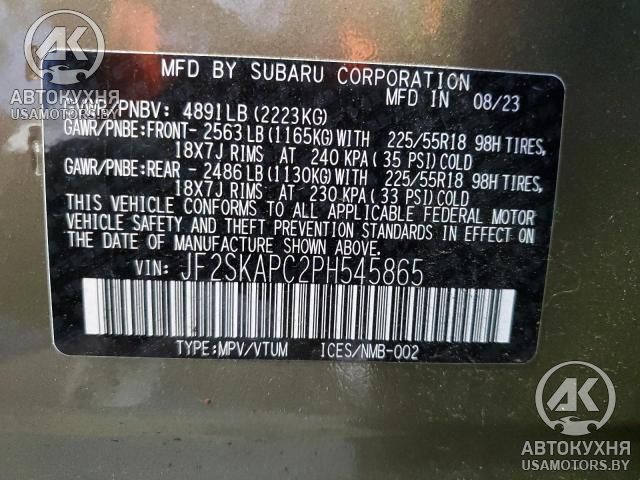 MFD BY SUBARU CORPORATION
MFD IN 08/23
GVWR/PNBV: 4891LB (2223KG)
GAWR/PNBE:FRONT- 2563LB(1165KG)WITH 225/55R18 98H TIRES,
18X7J RIMS AT 240 KPA( 35 PSI)COLD
GAWR/PNBE:REAR - 2486LB(1130KG)WITH 225/55R18 98H TIRES,
18X7J RIMS AT 230 KPA( 33 PSI)COLD
THIS VEHICLE CONFORMS TO ALL APPLICABLE FEDERAL MOTOR
VEHICLE SAFETY AND THEFT PREVENTION STANDARDS IN EFFECT ON
THE DATE OF MANUFACTURE SHOWN ABOVE.
VIN: JF2SKAPC2PH545865
TYPE:MPV/VTUM ICES/NMB-002
АК
АВТОКУХНЯ
USAMOTORS.BY
АК
АВТОКУХНЯ
USAMOTORS.BY